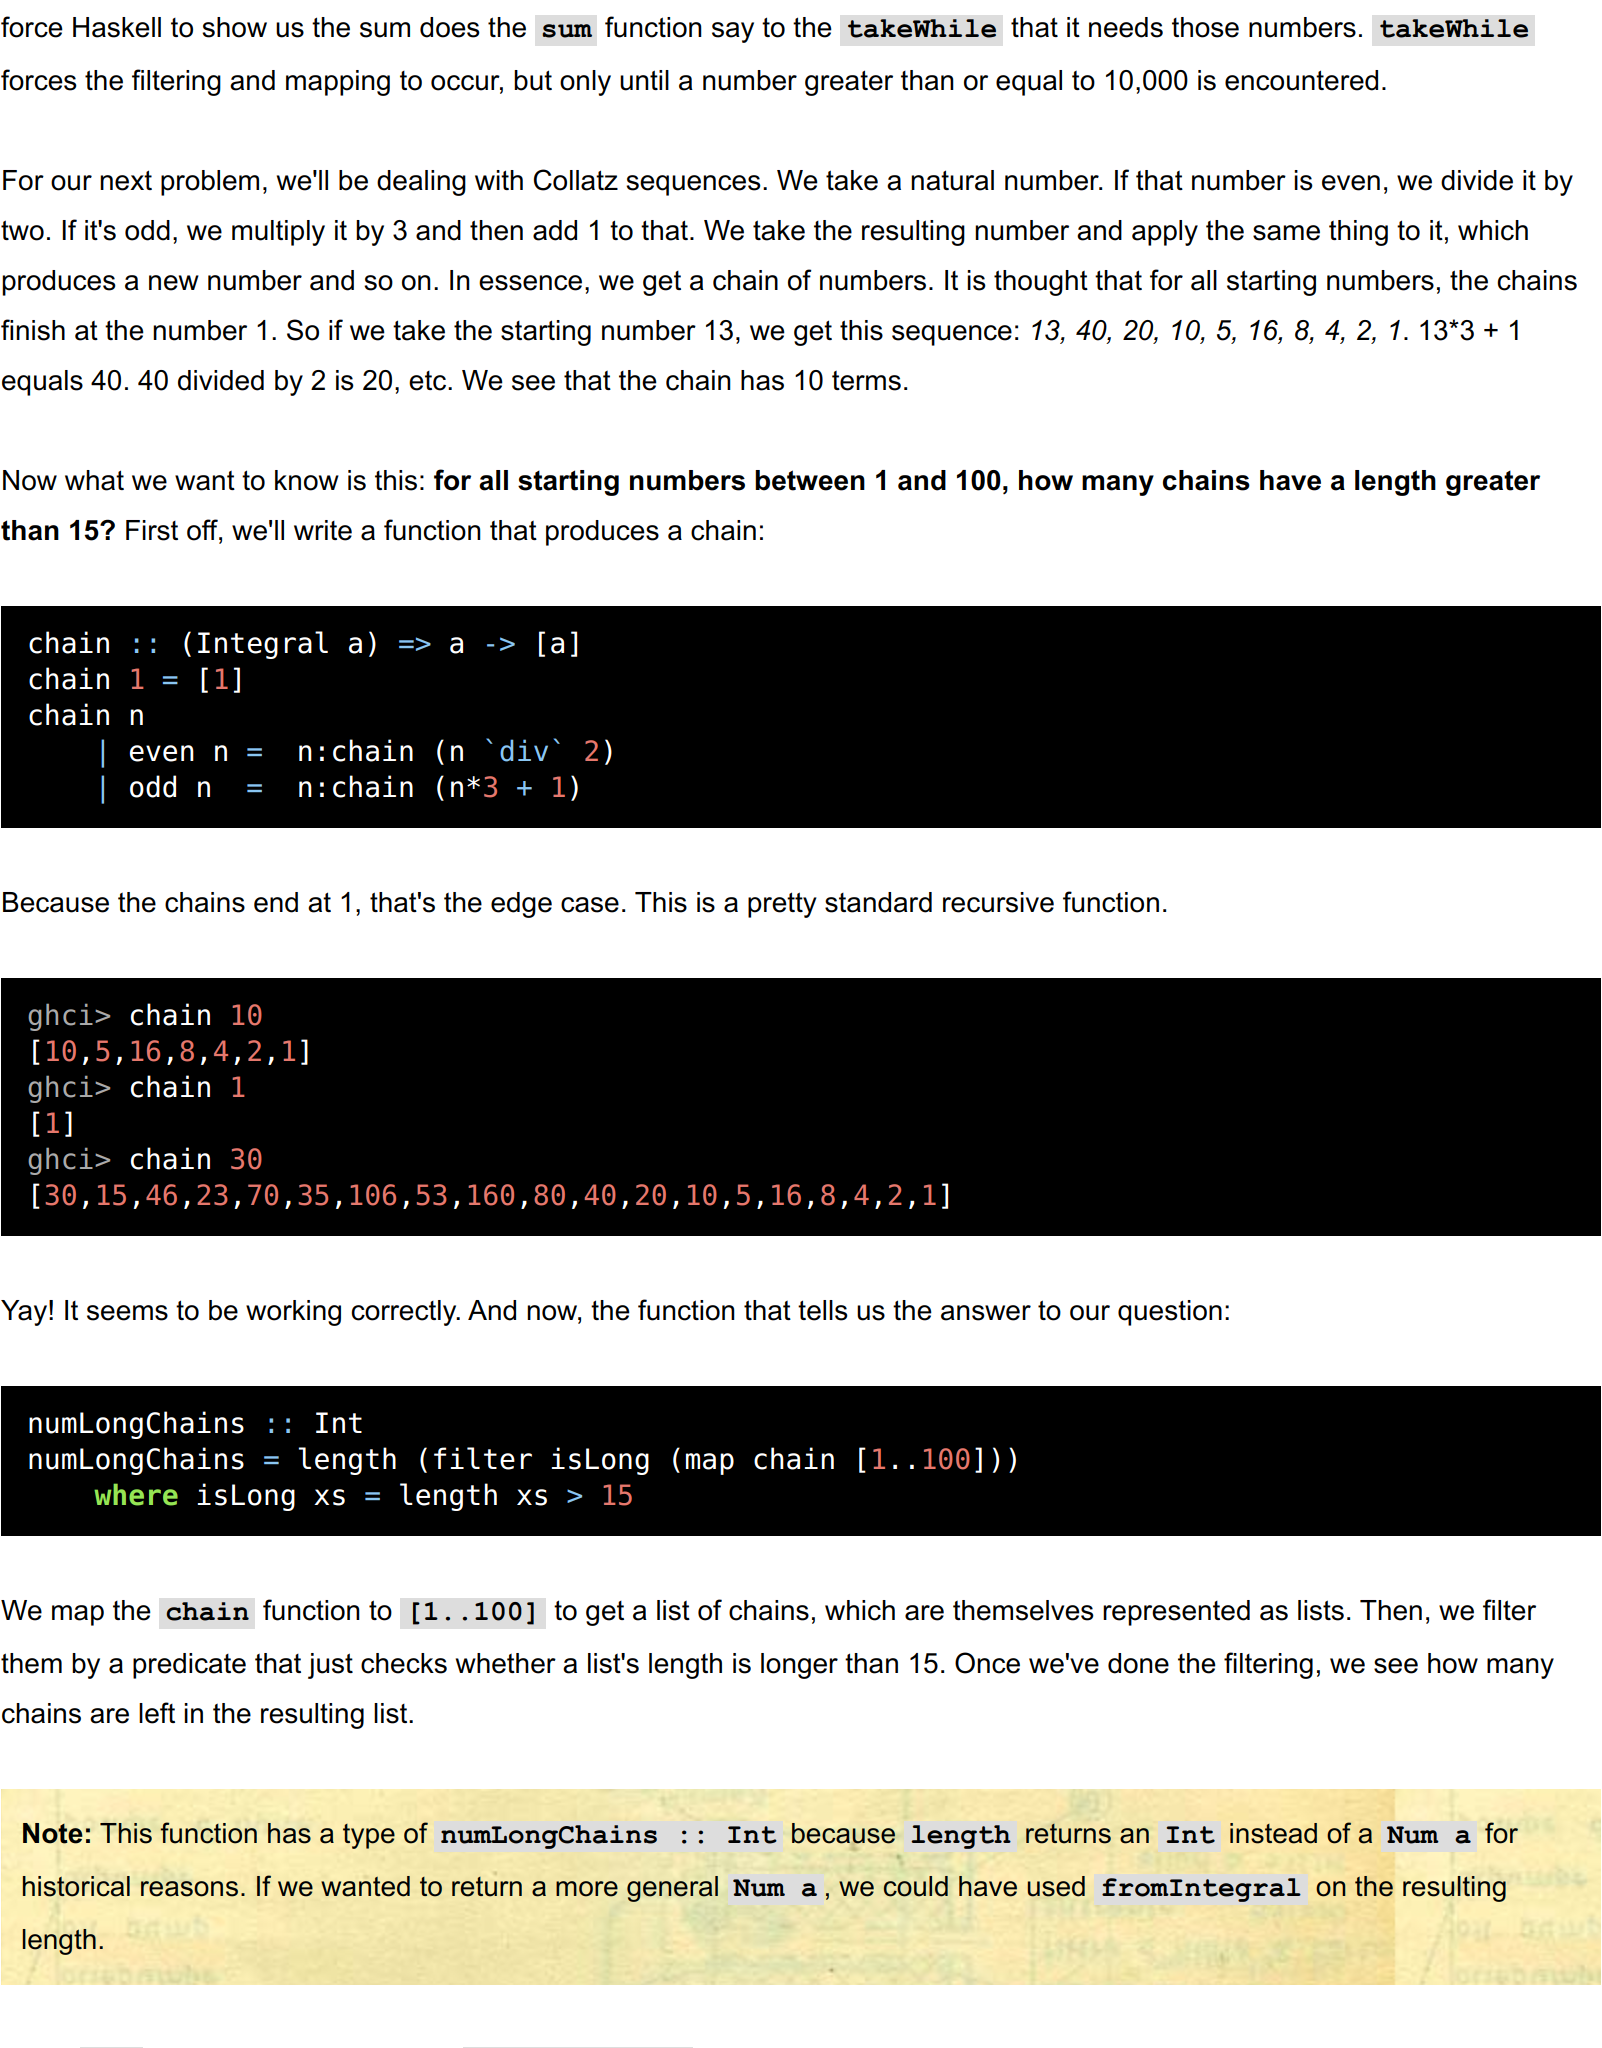 force Haskell to show us the sum does the sum function say to the takeWhile that it needs those numbers. takeWhile
forces the filtering and mapping to occur, but only until a number greater than or equal to 10,000 is encountered.
For our next problem, we'll be dealing with Collatz sequences. We take a natural number. If that number is even, we divide it by
two. If it's odd, we multiply it by 3 and then add 1 to that. We take the resulting number and apply the same thing to it, which
produces a new number and so on. In essence, we get a chain of numbers. It is thought that for all starting numbers, the chains
finish at the number 1. So if we take the starting number 13, we get this sequence: 13, 40, 20, 10, 5, 16, 8, 4, 2, 1. 13*3 + 1
equals 40. 40 divided by 2 is 20, etc. We see that the chain has 10 terms.
Now what we want to know is this: for all starting numbers between 1 and 100, how many chains have a length greater
than 15? First off, we'll write a function that produces a chain:
chain :: (Integral a) => a -> [a]
chain 1 = [1]
chain n
    | even n =  n:chain (n `div` 2)
    | odd n  =  n:chain (n*3 + 1)
Because the chains end at 1, that's the edge case. This is a pretty standard recursive function.
ghci> chain 10
[10,5,16,8,4,2,1]
ghci> chain 1
[1]
ghci> chain 30
[30,15,46,23,70,35,106,53,160,80,40,20,10,5,16,8,4,2,1]
Yay! It seems to be working correctly. And now, the function that tells us the answer to our question:
numLongChains :: Int
numLongChains = length (filter isLong (map chain [1..100]))
    where isLong xs = length xs > 15
We map the chain function to [1..100] to get a list of chains, which are themselves represented as lists. Then, we filter
them by a predicate that just checks whether a list's length is longer than 15. Once we've done the filtering, we see how many
chains are left in the resulting list.
Note: This function has a type of numLongChains :: Int because length returns an Int instead of a Num a for
historical reasons. If we wanted to return a more general Num a, we could have used fromIntegral on the resulting
length.